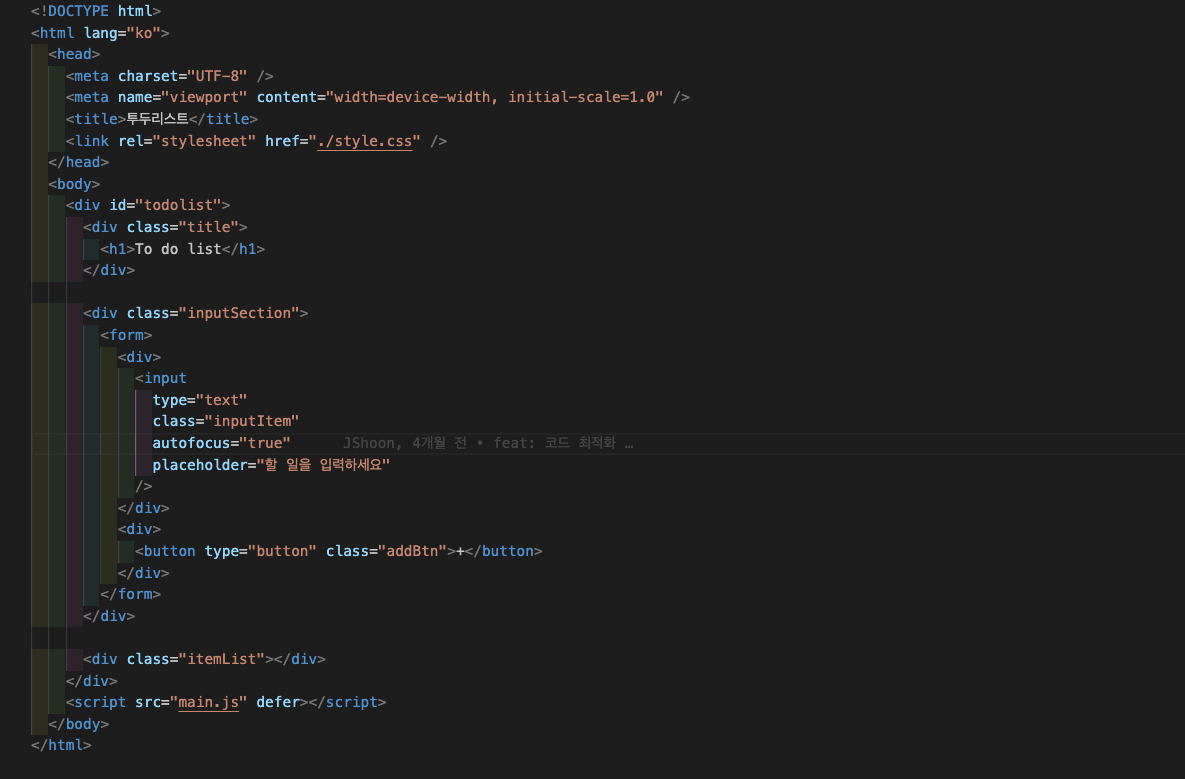 <!DOCTYPE html>
<html lang="ko">
<head>
<meta charset="UTF-8" />
<meta name="viewport" content="width=device-width, initial-scale=1.0" />
<title>투두리스트</title>
<link rel="stylesheet" href="./style.css" />
</head>
<body>
<div id="todolist">
<div class="title">
<h1>To do list</h1>
</div>
<div class="inputSection">
<form>
<div>
<input
type="text"
class="inputItem"
autofocus="true" JShoon, 4개월 전 • feat: 코드 최적화 …
placeholder="할 일을 입력하세요"
/>
</div>
<div>
<button type="button" class="addBtn">+</button>
</div>
</form>
</div>
<div class="itemList"></div>
</div>
<script src="main.js" defer></script>
</body>
</html>